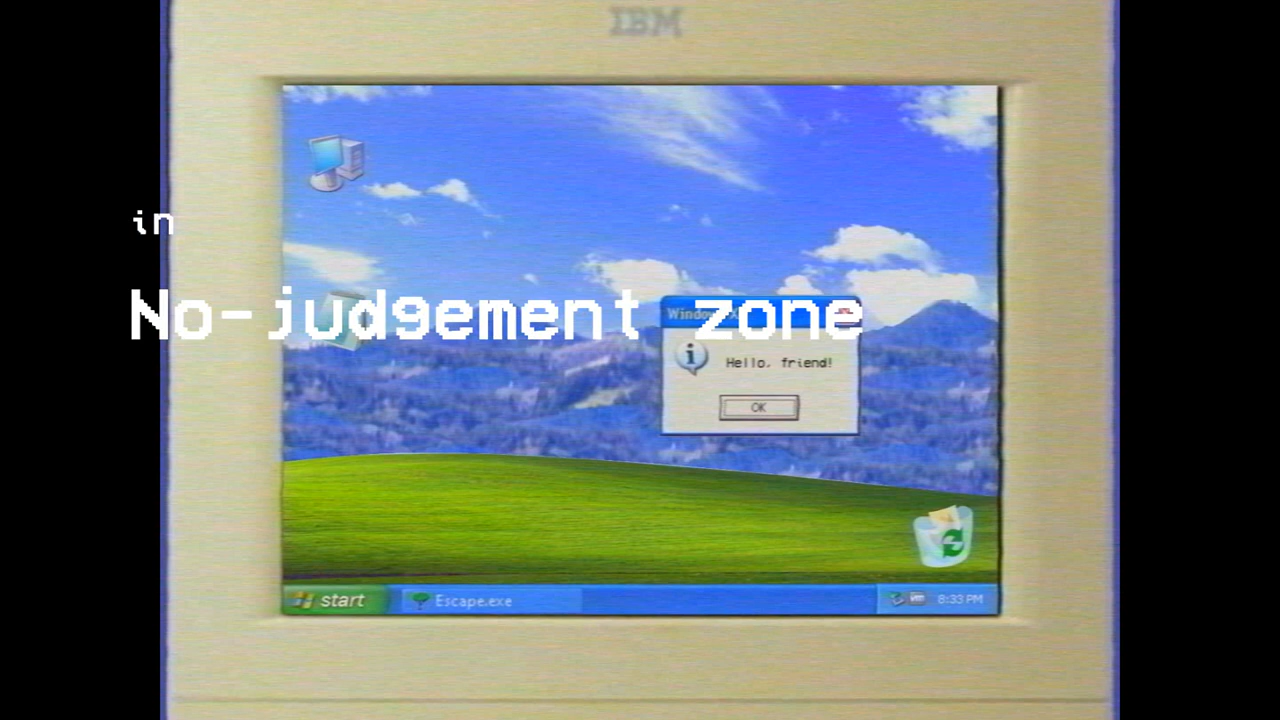 IBM
in
No-judgement zone
Hello, friend!
OK
start
Escape.exe
8:33 PM